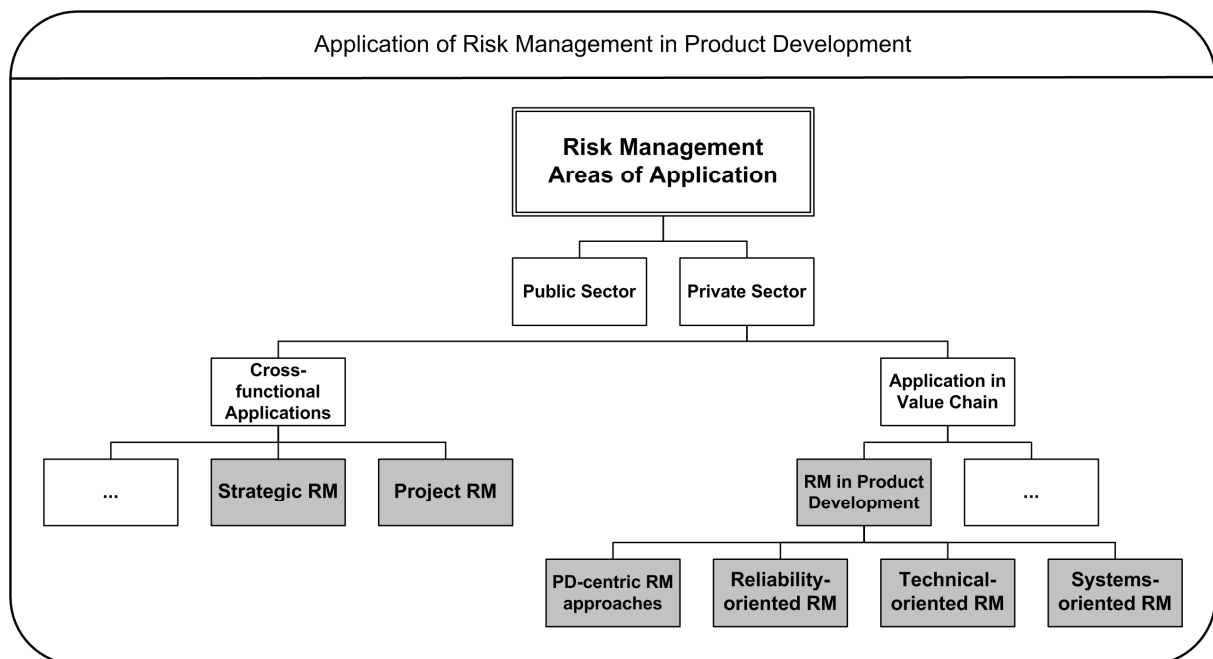 Application of Risk Management in Product Development
Risk Management
Areas of Application
Public Sector
Private Sector
Cross-
functional
Applications
Application in
Value Chain
...
Strategic RM
Project RM
RM in Product
Development
...
PD-centric RM
approaches
Reliability-
oriented RM
Technical-
oriented RM
Systems-
oriented RM